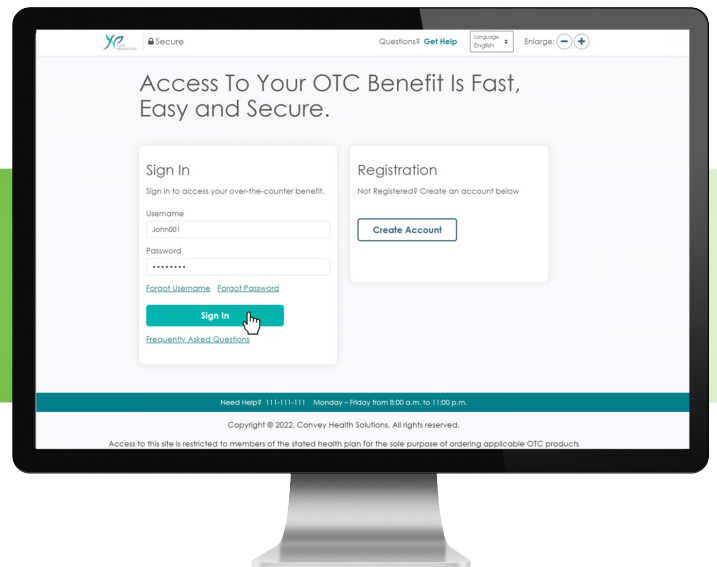 Secure
Questions? Get Help
Language
English
Enlarge:
Access To Your OTC Benefit Is Fast,
Easy and Secure.
Sign In
Sign in to access your over-the-counter benefit.
Username
John001
Password
Forgot Username Forgot Password
Sign In
Frequently Asked Questions
Registration
Not Registered? Create an account below
Create Account
Need Help? 111-111-111 Monday – Friday from 8:00 a.m. to 11:00 p.m.
Copyright © 2022. Convey Health Solutions, All rights reserved.
Access to this site is restricted to members of the stated health plan for the sole purpose of ordering applicable OTC products